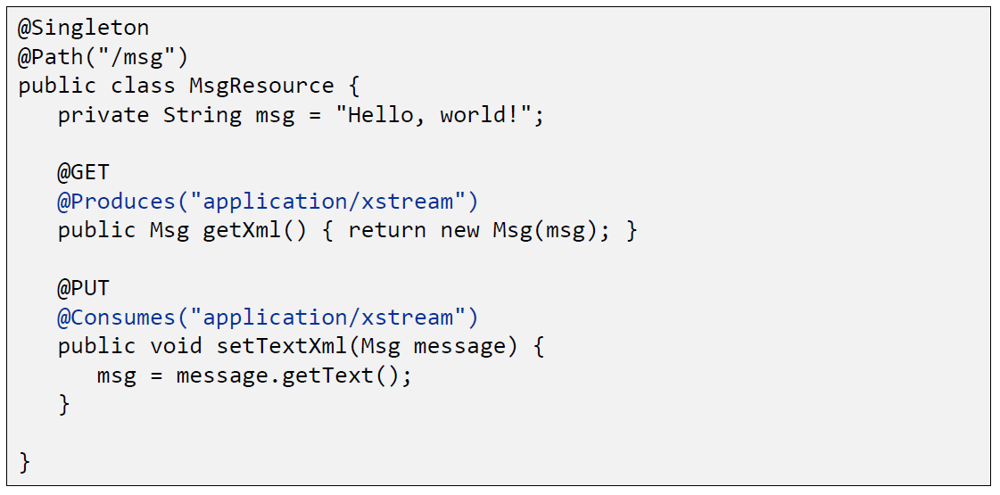 @Singleton
@Path("/msg")
public class MsgResource {
   private String msg = "Hello, world!";

   @GET
   @Produces("application/xstream")
   public Msg getXml() { return new Msg(msg); }

   @PUT
   @Consumes("application/xstream")
   public void setTextXml(Msg message) {
      msg = message.getText();
   }

}